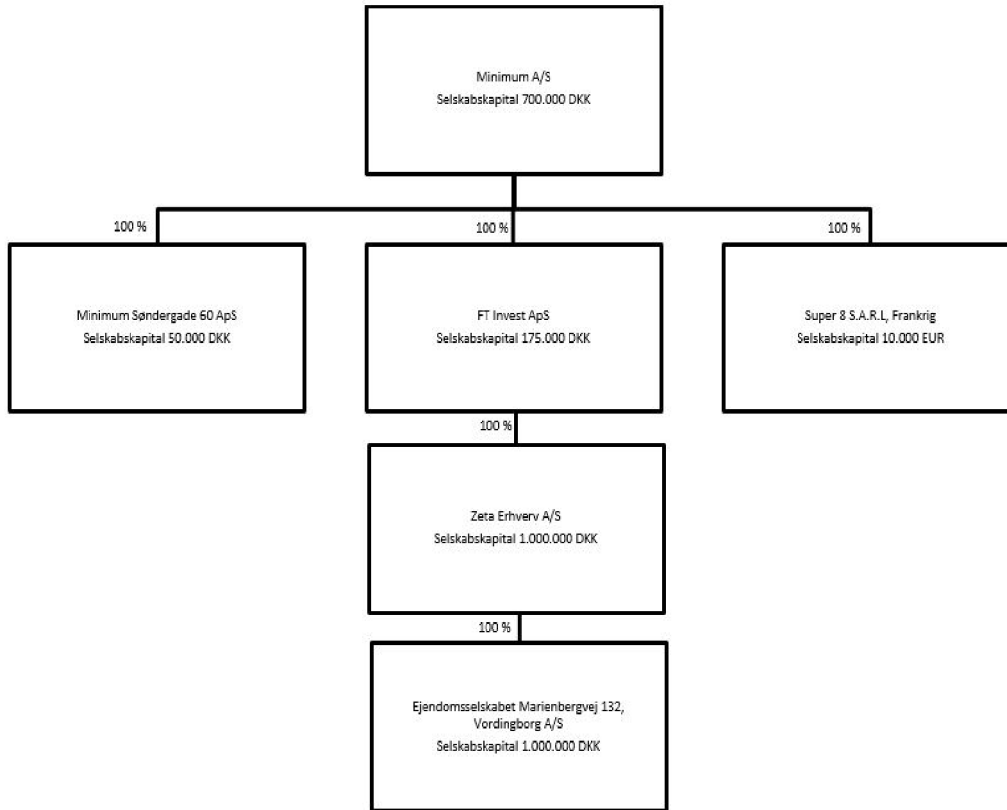 Minimum A/S
Selskabskapital 700.000 DKK
100 %
100 %
100 %
Minimum Søndergade 60 ApS
Selskabskapital 50.000 DKK
FT Invest ApS
Selskabskapital 175.000 DKK
Super 8 S.A.R.L, Frankrig
Selskabskapital 10.000 EUR
100 %
Zeta Erhverv A/S
Selskabskapital 1.000.000 DKK
100 %
Ejendomsselskabet Marienbergvej 132,
Vordingborg A/S
Selskabskapital 1.000.000 DKK